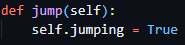 def jump(self):
    self.jumping = True